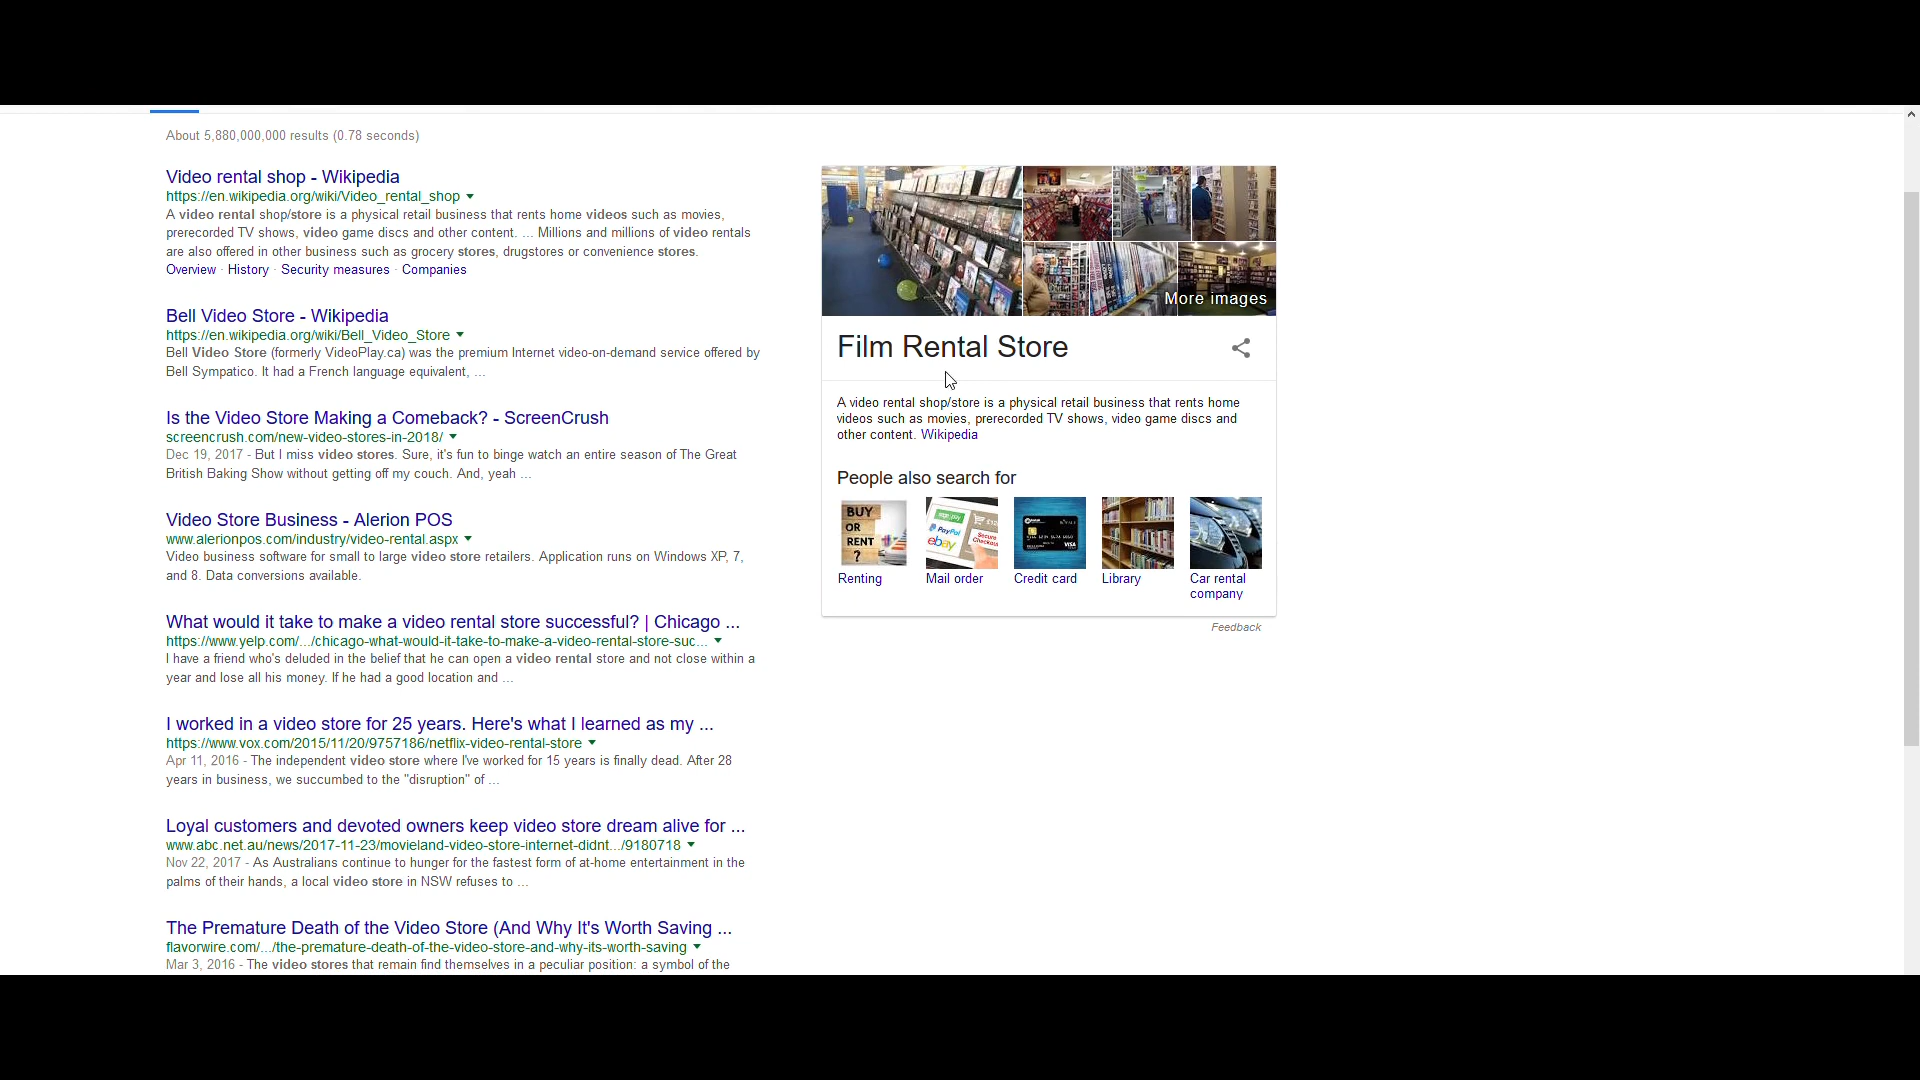 About 5,880,000,000 results (0.78 seconds)
Video rental shop - Wikipedia
https://en.wikipedia.org/wiki/Video_rental_shop
A video rental shop/store is a physical retail business that rents home videos such as movies,
prerecorded TV shows, video game discs and other content. ... Millions and millions of video rentals
are also offered in other business such as grocery stores, drugstores or convenience stores.
Overview · History · Security measures · Companies
Bell Video Store - Wikipedia
https://en.wikipedia.org/wiki/Bell_Video_Store
Bell Video Store (formerly VideoPlay.ca) was the premium Internet video-on-demand service offered by
Bell Sympatico. It had a French language equivalent, ...
Is the Video Store Making a Comeback? - ScreenCrush
screencrush.com/new-video-stores-in-2018/
Dec 19, 2017 - But I miss video stores. Sure, it's fun to binge watch an entire season of The Great
British Baking Show without getting off my couch. And, yeah ...
Video Store Business - Alerion POS
www.alerionpos.com/industry/video-rental.aspx
Video business software for small to large video store retailers. Application runs on Windows XP, 7,
and 8. Data conversions available.
What would it take to make a video rental store successful? | Chicago ...
https://www.yelp.com/.../chicago-what-would-it-take-to-make-a-video-rental-store-suc...
I have a friend who's deluded in the belief that he can open a video rental store and not close within a
year and lose all his money. If he had a good location and ...
I worked in a video store for 25 years. Here's what I learned as my ...
https://www.vox.com/2015/11/20/9757186/netflix-video-rental-store
Apr 11, 2016 - The independent video store where I've worked for 15 years is finally dead. After 28
years in business, we succumbed to the "disruption" of ...
Loyal customers and devoted owners keep video store dream alive for ...
www.abc.net.au/news/2017-11-23/movieland-video-store-internet-didnt.../9180718
Nov 22, 2017 - As Australians continue to hunger for the fastest form of at-home entertainment in the
palms of their hands, a local video store in NSW refuses to ...
The Premature Death of the Video Store (And Why It's Worth Saving ...
flavorwire.com/.../the-premature-death-of-the-video-store-and-why-its-worth-saving
Mar 3, 2016 - The video stores that remain find themselves in a peculiar position: a symbol of the
More images
Film Rental Store
A video rental shop/store is a physical retail business that rents home
videos such as movies, prerecorded TV shows, video game discs and
other content. Wikipedia
People also search for
BUY
OR
RENT
?
PayPal
ebay
Secure
Checkout
VISA
Renting
Mail order
Credit card
Library
Car rental
company
Feedback